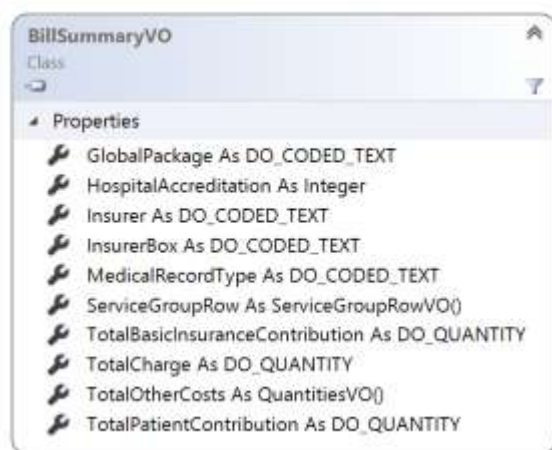 BillSummaryVO
Class
Properties
GlobalPackage As DO_CODED_TEXT
HospitalAccreditation As Integer
Insurer As DO_CODED_TEXT
InsurerBox As DO_CODED_TEXT
MedicalRecordType As DO_CODED_TEXT
ServiceGroupRow As ServiceGroupRowVO()
TotalBasicInsuranceContribution As DO_QUANTITY
TotalCharge As DO_QUANTITY
TotalOtherCosts As QuantitiesVO()
TotalPatientContribution As DO_QUANTITY